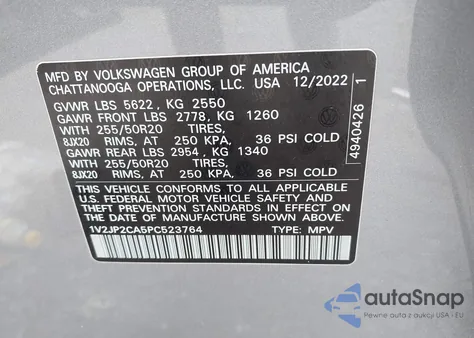 MFD BY VOLKSWAGEN GROUP OF AMERICA
CHATTANOOGA OPERATIONS, LLC. USA 12/2022
GVWR LBS 5622 , KG 2550
GAWR FRONT LBS 2778 , KG 1260
WITH 255/50R20 TIRES,
8JX20 RIMS, AT 250 KPA, 36 PSI COLD
GAWR REAR LBS 2954 , KG 1340
WITH 255/50R20 TIRES,
8JX20 RIMS, AT 250 KPA, 36 PSI COLD
THIS VEHICLE CONFORMS TO ALL APPLICABLE
U.S. FEDERAL MOTOR VEHICLE SAFETY AND
THEFT PREVENTION STANDARDS IN EFFECT ON THE
DATE OF MANUFACTURE SHOWN ABOVE.
1V2JP2CA5PC523764 TYPE: MPV
4940426 1
autoSnap
Pewne auta z USA i EU